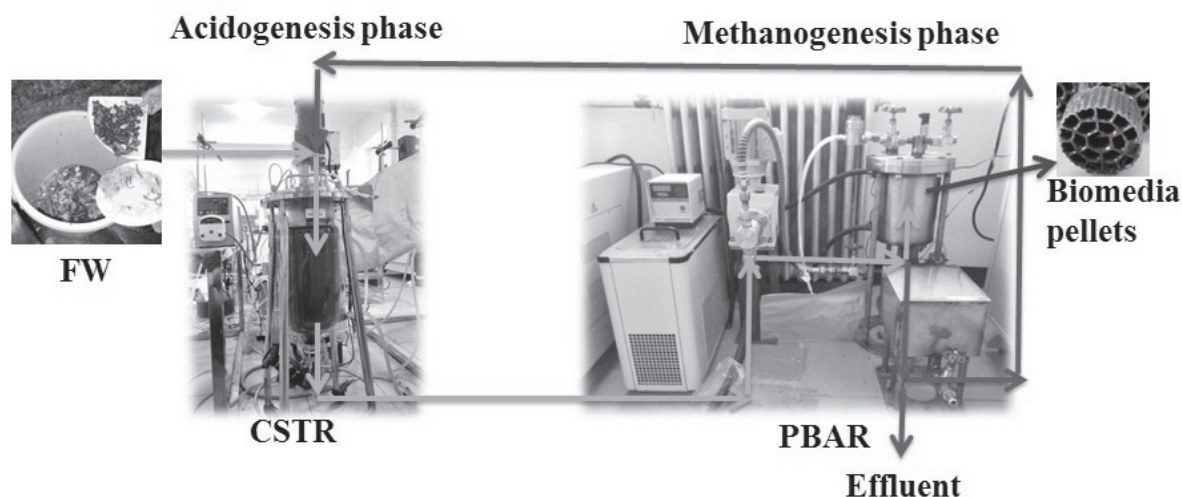 Acidogenesis phase
Methanogenesis phase
FW
Biomedia
pellets
CSTR
PBAR
Effluent